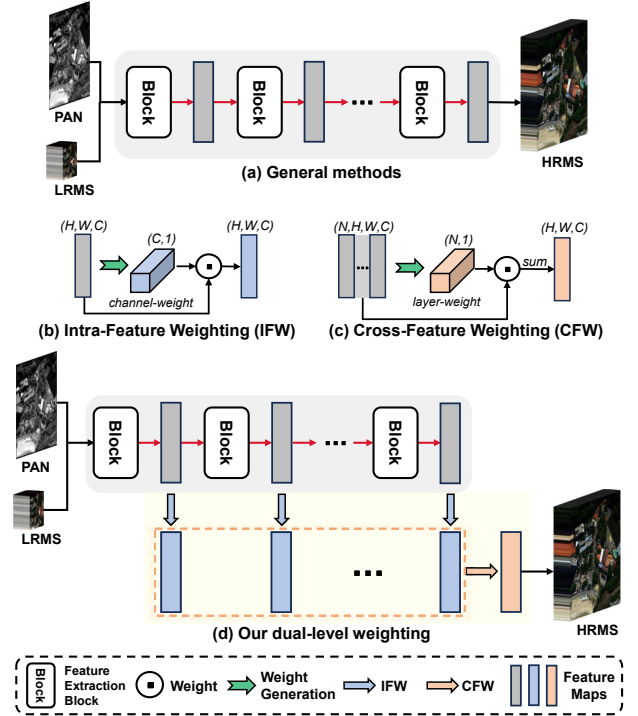 PAN
LRMS
Block
Block
Block
HRMS
(a) General methods
(H,W,C)
(C,1)
(H,W,C)
channel-weight
(b) Intra-Feature Weighting (IFW)
(N,H,W,C)
(N,1)
(H,W,C)
sum
layer-weight
(c) Cross-Feature Weighting (CFW)
PAN
LRMS
Block
Block
Block
HRMS
(d) Our dual-level weighting
Block
Feature
Extraction
Block
Weight
Weight
Generation
IFW
CFW
Feature
Maps